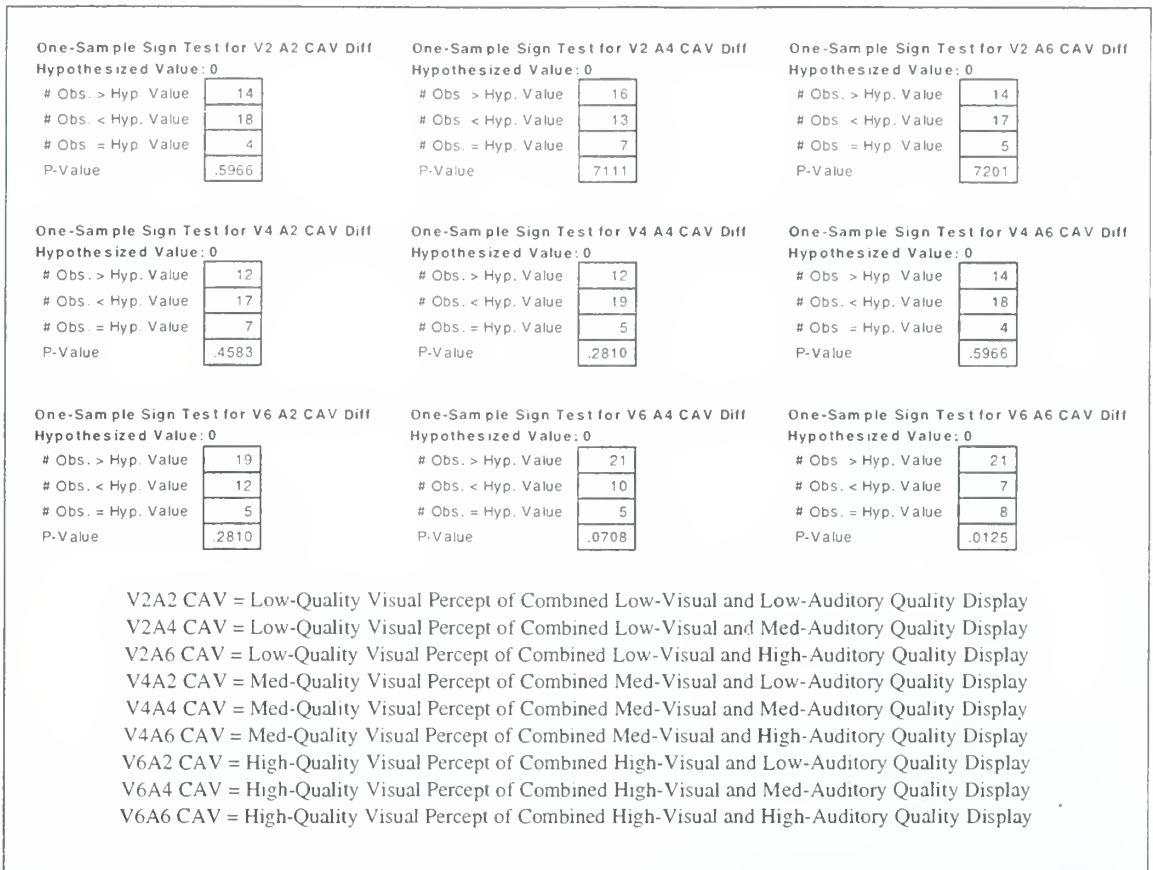 One-Sample Sign Test for V2 A2 CAV Diff
Hypothesized Value: 0
# Obs. > Hyp Value 14
# Obs. < Hyp. Value 18
# Obs. = Hyp Value 4
P-Value .5966
One-Sample Sign Test for V2 A4 CAV Diff
Hypothesized Value: 0
# Obs > Hyp. Value 16
# Obs < Hyp. Value 13
# Obs = Hyp. Value 7
P-Value 7111
One-Sample Sign Test for V2 A6 CAV Diff
Hypothesized Value: 0
# Obs. > Hyp. Value 14
# Obs < Hyp. Value 17
# Obs = Hyp Value 5
P-Value 7201
One-Sample Sign Test for V4 A2 CAV Diff
Hypothesized Value: 0
# Obs. > Hyp. Value 12
# Obs. < Hyp. Value 17
# Obs. = Hyp. Value 7
P-Value .4583
One-Sample Sign Test for V4 A4 CAV Diff
Hypothesized Value: 0
# Obs. > Hyp. Value 12
# Obs. < Hyp. Value 19
# Obs. = Hyp. Value 5
P-Value .2810
One-Sample Sign Test for V4 A6 CAV Diff
Hypothesized Value: 0
# Obs > Hyp. Value 14
# Obs. < Hyp. Value 18
# Obs = Hyp. Value 4
P-Value .5966
One-Sample Sign Test for V6 A2 CAV Diff
Hypothesized Value: 0
# Obs. > Hyp. Value 19
# Obs. < Hyp. Value 12
# Obs. = Hyp. Value 5
P-Value .2810
One-Sample Sign Test for V6 A4 CAV Diff
Hypothesized Value: 0
# Obs. > Hyp. Value 21
# Obs. < Hyp. Value 10
# Obs. = Hyp. Value 5
P-Value .0708
One-Sample Sign Test for V6 A6 CAV Diff
Hypothesized Value: 0
# Obs > Hyp. Value 21
# Obs. < Hyp. Value 7
# Obs. = Hyp. Value 8
P-Value .0125
V2A2 CAV = Low-Quality Visual Percept of Combined Low-Visual and Low-Auditory Quality Display
V2A4 CAV = Low-Quality Visual Percept of Combined Low-Visual and Med-Auditory Quality Display
V2A6 CAV = Low-Quality Visual Percept of Combined Low-Visual and High-Auditory Quality Display
V4A2 CAV = Med-Quality Visual Percept of Combined Med-Visual and Low-Auditory Quality Display
V4A4 CAV = Med-Quality Visual Percept of Combined Med-Visual and Med-Auditory Quality Display
V4A6 CAV = Med-Quality Visual Percept of Combined Med-Visual and High-Auditory Quality Display
V6A2 CAV = High-Quality Visual Percept of Combined High-Visual and Low-Auditory Quality Display
V6A4 CAV = High-Quality Visual Percept of Combined High-Visual and Med-Auditory Quality Display
V6A6 CAV = High-Quality Visual Percept of Combined High-Visual and High-Auditory Quality Display